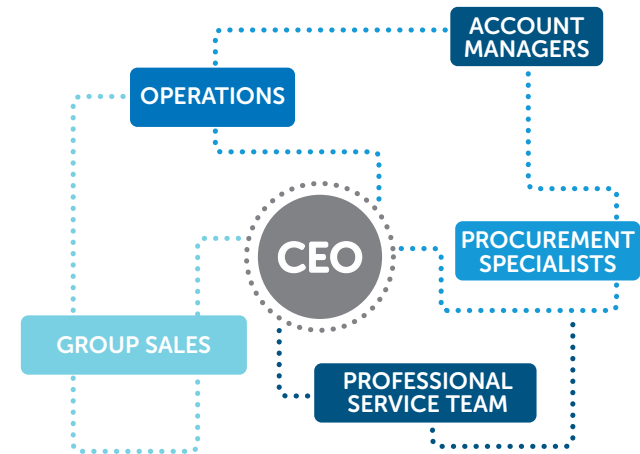 ACCOUNT
MANAGERS
OPERATIONS
CEO
PROCUREMENT
SPECIALISTS
GROUP SALES
PROFESSIONAL
SERVICE TEAM